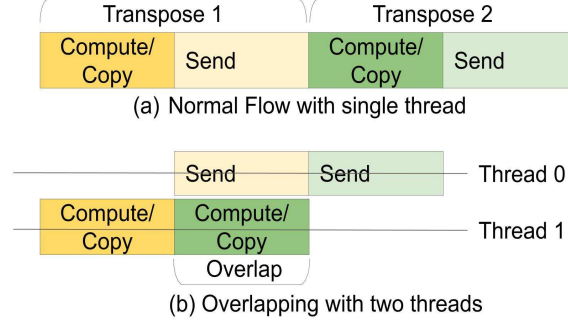 Transpose 1 Transpose 2
Compute/ Compute/
Copy Send Copy Send
(a) Normal Flow with single thread
Send Send Thread 0
Compute/ Compute/
Copy Copy Thread 1
Overlap
(b) Overlapping with two threads